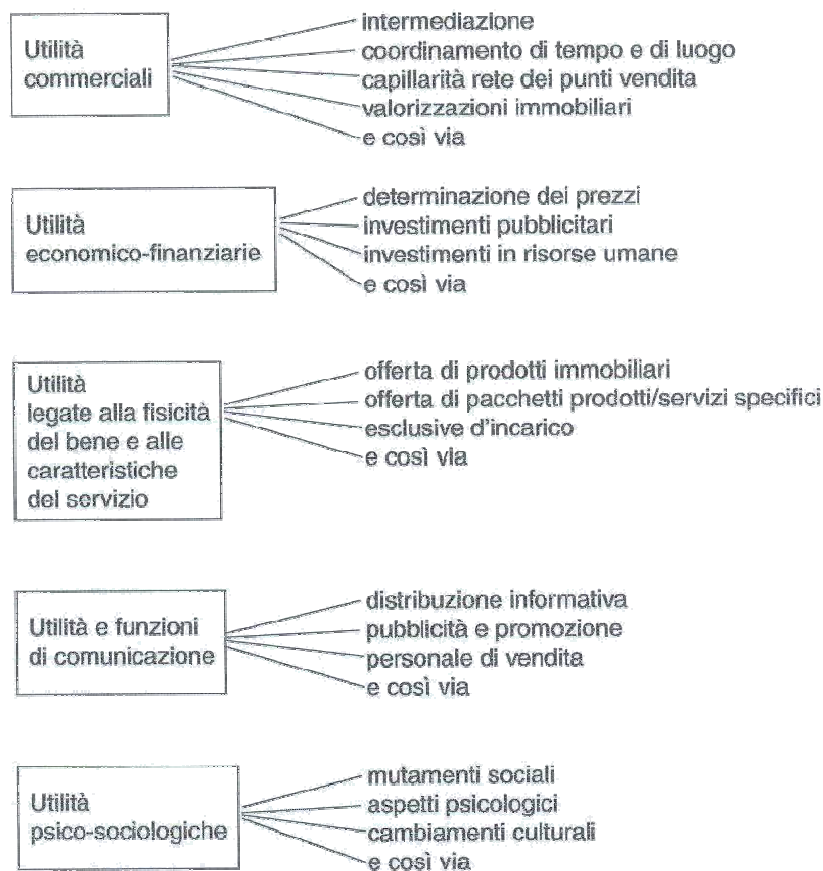 Utilità
commerciali
intermediazione
coordinamento di tempo e di luogo
capillarità rete dei punti vendita
valorizzazioni immobiliari
e così via
Utilità
economico-finanziarie
determinazione dei prezzi
investimenti pubblicitari
investimenti in risorse umane
e così via
Utilità
legate alla fisicità
del bene e alle
caratteristiche
del servizio
offerta di prodotti immobiliari
offerta di pacchetti prodotti/servizi specifici
esclusive d'incarico
e così via
Utilità e funzioni
di comunicazione
distribuzione informativa
pubblicità e promozione
personale di vendita
e così via
Utilità
psico-sociologiche
mutamenti sociali
aspetti psicologici
cambiamenti culturali
e così via